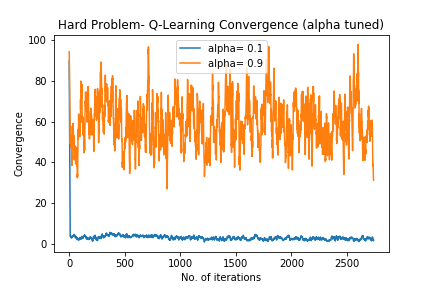 Hard Problem- Q-Learning Convergence (alpha tuned)
alpha= 0.1
alpha= 0.9
100
80
60
40
20
0
Convergence
0
500
1000
1500
2000
2500
No. of iterations